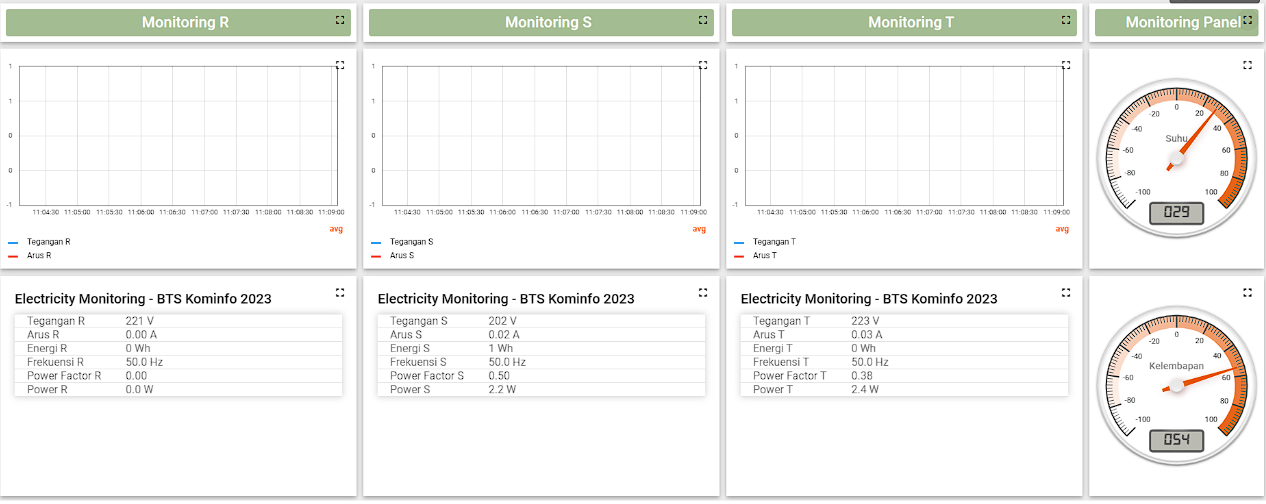 Monitoring R
Monitoring S
Monitoring T
Monitoring Panel
1
1
0
0
-1
11:04:30 11:05:00 11:05:30 11:06:00 11:06:30 11:07:00 11:07:30 11:08:00 11:08:30 11:09:00
avg
Tegangan R
Arus R
1
1
0
0
-1
11:04:30 11:05:00 11:05:30 11:06:00 11:06:30 11:07:00 11:07:30 11:08:00 11:08:30 11:09:00
avg
Tegangan S
Arus S
1
1
0
0
-1
11:04:30 11:05:00 11:05:30 11:06:00 11:06:30 11:07:00 11:07:30 11:08:00 11:08:30 11:09:00
avg
Tegangan T
Arus T
-100
-80
-60
-40
-20
0
20
40
60
80
100
Suhu
029
Electricity Monitoring - BTS Kominfo 2023
Tegangan R 221 V
Arus R 0.00 A
Energi R 0 Wh
Frekuensi R 50.0 Hz
Power Factor R 0.00
Power R 0.0 W
Electricity Monitoring - BTS Kominfo 2023
Tegangan S 202 V
Arus S 0.02 A
Energi S 1 Wh
Frekuensi S 50.0 Hz
Power Factor S 0.50
Power S 2.2 W
Electricity Monitoring - BTS Kominfo 2023
Tegangan T 223 V
Arus T 0.03 A
Energi T 0 Wh
Frekuensi T 50.0 Hz
Power Factor T 0.38
Power T 2.4 W
-100
-80
-60
-40
-20
0
20
40
60
80
100
Kelembapan
054